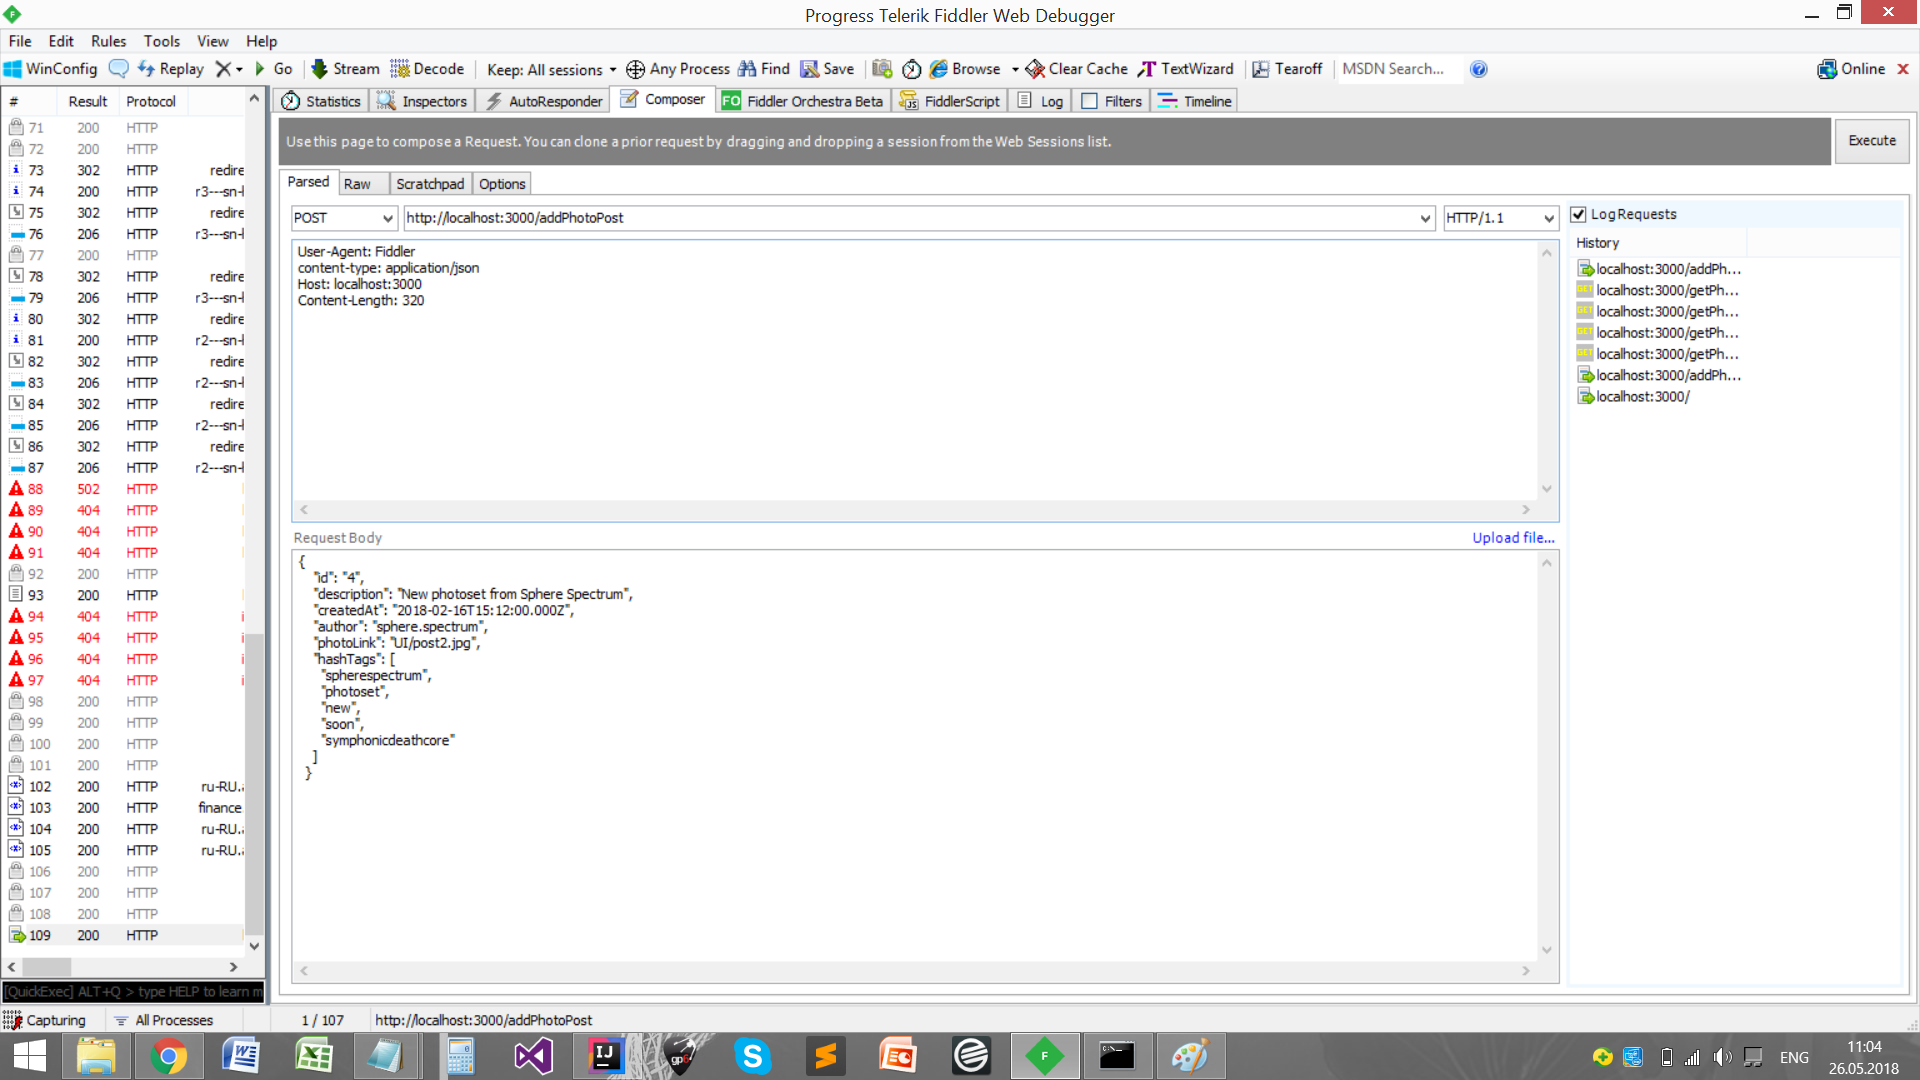 Progress Telerik Fiddler Web Debugger
File Edit Rules Tools View Help
WinConfig Replay Go Stream Decode Keep: All sessions Any Process Find Save Browse Clear Cache TextWizard Tearoff MSDN Search... Online
# Result Protocol
Statistics Inspectors AutoResponder Composer FO Fiddler Orchestra Beta FiddlerScript Log Filters Timeline
Use this page to compose a Request. You can clone a prior request by dragging and dropping a session from the Web Sessions list.
Execute
Parsed Raw Scratchpad Options
POST http://localhost:3000/addPhotoPost HTTP/1.1
Log Requests
History
localhost:3000/addPh...
localhost:3000/getPh...
localhost:3000/getPh...
localhost:3000/getPh...
localhost:3000/getPh...
localhost:3000/addPh...
localhost:3000/
User-Agent: Fiddler
content-type: application/json
Host: localhost:3000
Content-Length: 320
Request Body
Upload file...
{
"id": "4",
"description": "New photoset from Sphere Spectrum",
"createdAt": "2018-02-16T15:12:00.000Z",
"author": "sphere.spectrum",
"photoLink": "UI/post2.jpg",
"hashTags": [
"spherespectrum",
"photoset",
"new",
"soon",
"symphonicdeathcore"
]
}
71 200 HTTP
72 200 HTTP
73 302 HTTP redire
74 200 HTTP r3---sn-
75 302 HTTP redire
76 206 HTTP r3---sn-
77 200 HTTP
78 302 HTTP redire
79 206 HTTP r3---sn-
80 302 HTTP redire
81 200 HTTP r2---sn-
82 302 HTTP redire
83 206 HTTP r2---sn-
84 302 HTTP redire
85 206 HTTP r2---sn-
86 302 HTTP redire
87 206 HTTP r2---sn-
88 502 HTTP
89 404 HTTP
90 404 HTTP
91 404 HTTP
92 200 HTTP
93 200 HTTP
94 404 HTTP
95 404 HTTP
96 404 HTTP
97 404 HTTP
98 200 HTTP
99 200 HTTP
100 200 HTTP
101 200 HTTP
102 200 HTTP ru-RU.
103 200 HTTP finance
104 200 HTTP ru-RU.
105 200 HTTP ru-RU.
106 200 HTTP
107 200 HTTP
108 200 HTTP
109 200 HTTP
[QuickExec] ALT+Q > type HELP to learn m
Capturing All Processes 1 / 107 http://localhost:3000/addPhotoPost
ENG
11:04
26.05.2018